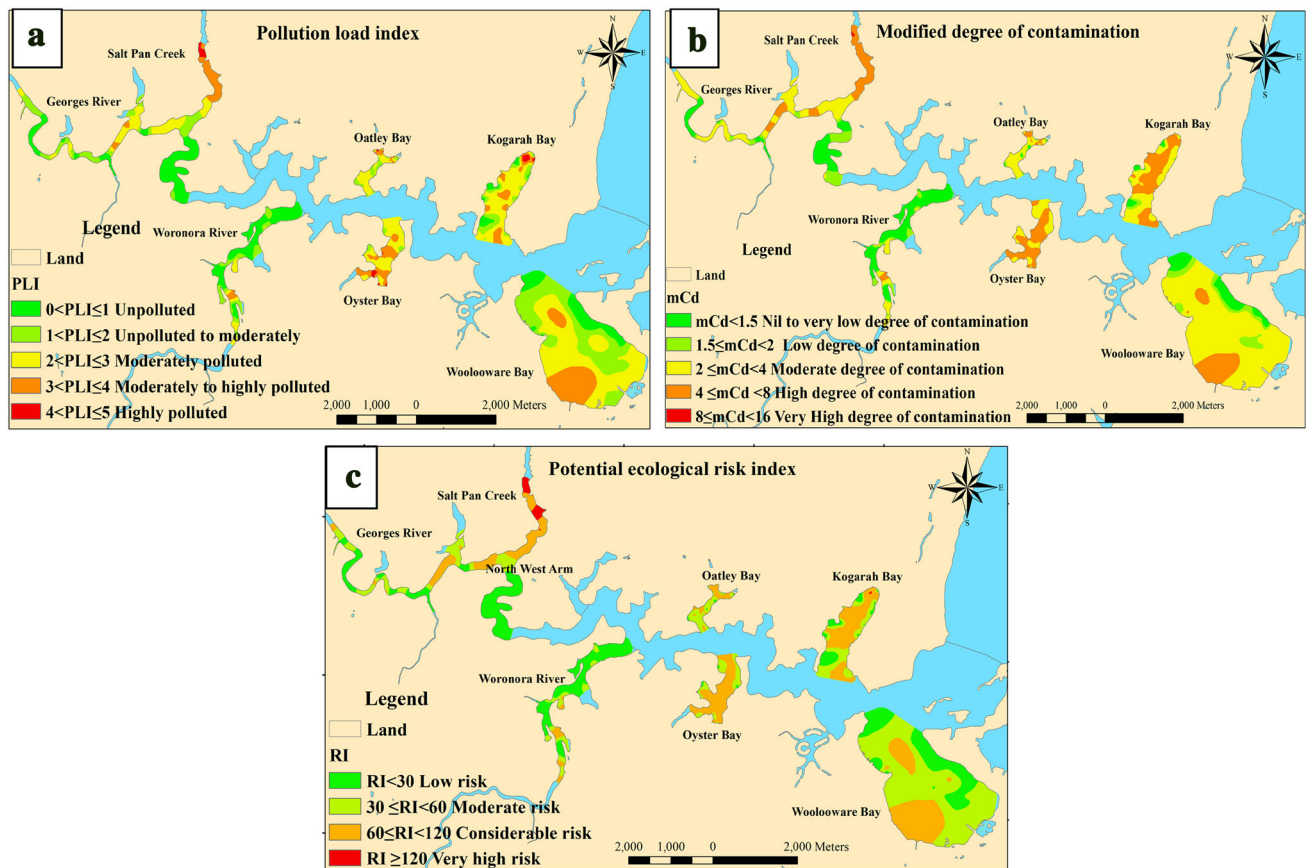 a
Pollution load index
N
W
E
S
Salt Pan Creek
Georges River
Oatley Bay
Kogarah Bay
Woronora River
Oyster Bay
Woolooware Bay
Legend
Land
PLI
0<PLI≤1 Unpolluted
1<PLI≤2 Unpolluted to moderately
2<PLI≤3 Moderately polluted
3<PLI≤4 Moderately to highly polluted
4<PLI≤5 Highly polluted
2,000 1,000 0 2,000 Meters
b
Modified degree of contamination
N
W
E
S
Salt Pan Creek
Georges River
Oatley Bay
Kogarah Bay
Woronora River
Oyster Bay
Woolooware Bay
Legend
Land
mCd
mCd<1.5 Nil to very low degree of contamination
1.5≤mCd<2 Low degree of contamination
2 ≤mCd<4 Moderate degree of contamination
4 ≤mCd <8 High degree of contamination
8≤mCd<16 Very High degree of contamination
2,000 1,000 0 2,000 Meters
c
Potential ecological risk index
N
W
E
S
Salt Pan Creek
Georges River
North West Arm
Oatley Bay
Kogarah Bay
Woronora River
Oyster Bay
Woolooware Bay
Legend
Land
RI
RI<30 Low risk
30 ≤RI<60 Moderate risk
60≤RI<120 Considerable risk
RI ≥120 Very high risk
2,000 1,000 0 2,000 Meters